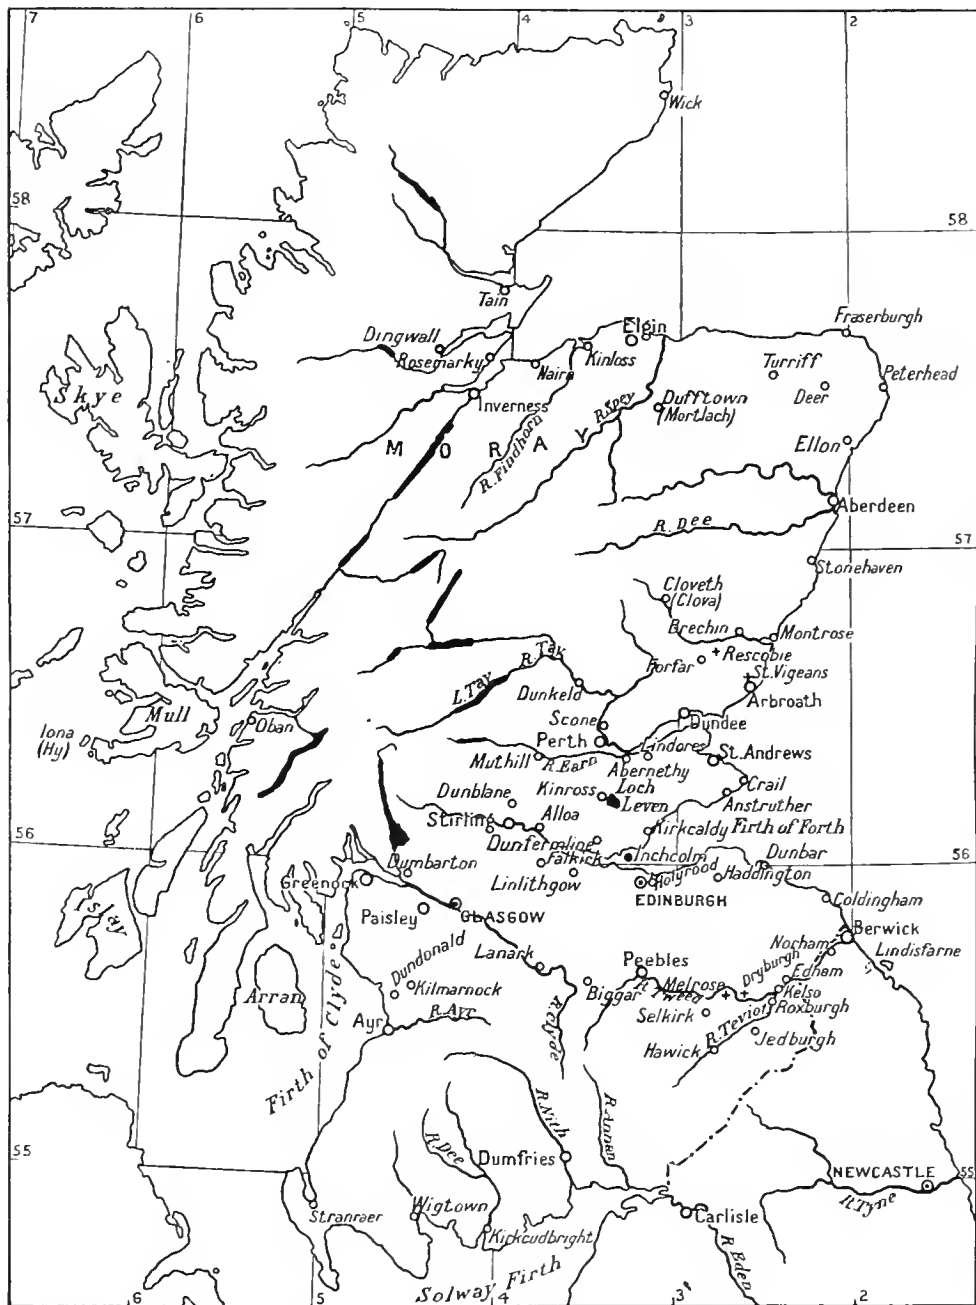 7
6
5
4
3
2
Wick
58
58
Tain
Elgin
Fraserburgh
Dingwall
Rosemarky
Kinloss
Nairn
Turriff
Peterhead
Deer
Skye
Inverness
R. Spey
Dufftown
(Mortlach)
MORAY
R. Findhorn
Ellon
57
Aberdeen
R. Dee
57
Stonehaven
Cloveth
(Clova)
Brechin
Montrose
Rescobie
Forfar
St. Vigeans
R. Tay
L. Tay
Dunkeld
Arbroath
Mull
Oban
Iona
(Hy)
Scone
Dundee
Perth
Lindores
St. Andrews
Muthill
R. Earn
Abernethy
Crail
Dunblane
Kinross
Loch
Leven
Anstruther
Alloa
Stirling
Kirkcaldy
Firth of Forth
56
Dunfermline
56
Falkirk
Inchcolm
Dunbar
Dumbarton
Holyrood
Haddington
Greenock
Linlithgow
EDINBURGH
Coldingham
Paisley
GLASGOW
Islay
Berwick
Norham
Lindisfarne
Lanark
Peebles
Dryburgh
Edham
Dundonald
Kilmarnock
Biggar
R. Tweed
Melrose
Kelso
Arran
Selkirk
Roxburgh
R. Ayr
Ayr
R. Clyde
R. Teviot
Jedburgh
Hawick
Firth of Clyde
R. Nith
R. Annan
55
R. Dee
Dumfries
NEWCASTLE
55
R. Tyne
Stranraer
Wigtown
Carlisle
Kirkcudbright
R. Eden
Solway Firth
6
5
4
3
2